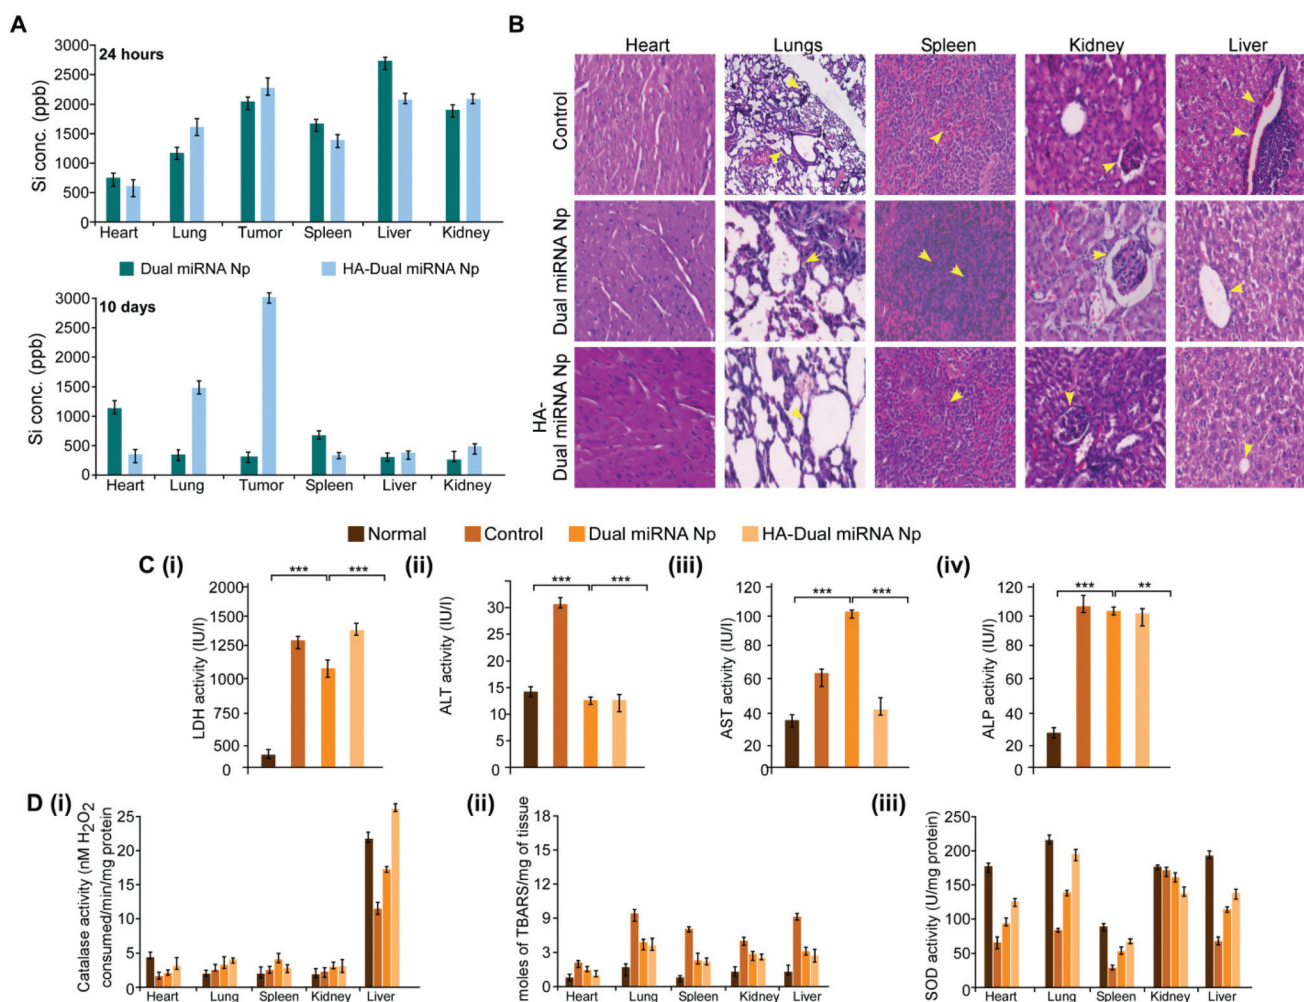 A
B
24 hours
Si conc. (ppb)
3000
2500
2000
1500
1000
500
0
Heart Lung Tumor Spleen Liver Kidney
Dual miRNA Np HA-Dual miRNA Np
10 days
Si conc. (ppb)
3000
2500
2000
1500
1000
500
0
Heart Lung Tumor Spleen Liver Kidney
Heart Lungs Spleen Kidney Liver
Control
Dual miRNA Np
HA-
Dual miRNA Np
Normal Control Dual miRNA Np HA-Dual miRNA Np
C (i)
LDH activity (IU/l)
2000
1500
1250
1000
750
500
0
*** ***
(ii)
ALT activity (IU/l)
30
25
20
15
10
5
0
*** ***
(iii)
AST activity (IU/l)
120
100
80
60
40
20
0
*** ***
(iv)
ALP activity (IU/l)
120
100
80
60
40
20
0
*** **
D (i)
Catalase activity (nM H2O2
consumed/min/mg protein
25
20
15
10
5
0
Heart Lung Spleen Kidney Liver
(ii)
moles of TBARS/mg of tissue
18
15
12
9
3
0
Heart Lung Spleen Kidney Liver
(iii)
SOD activity (U/mg protein)
250
200
150
100
50
0
Heart Lung Spleen Kidney Liver